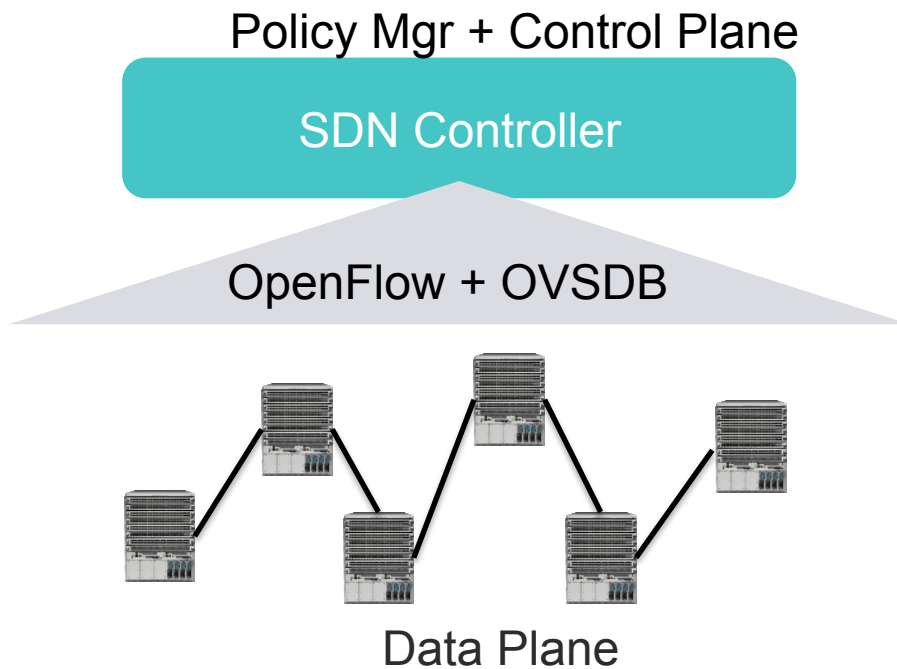 Policy Mgr + Control Plane
SDN Controller
OpenFlow + OVSDB
Data Plane